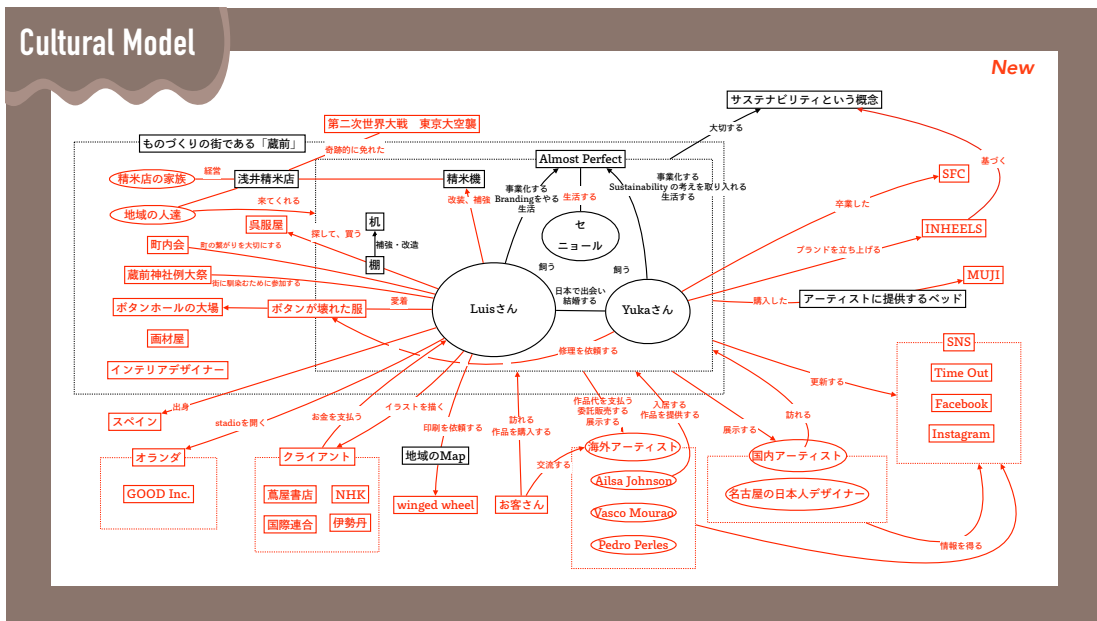 Cultural Model
New
サステナビリティという概念
大切する
第二次世界大戦　東京大空襲
ものづくりの街である「蔵前」
奇跡的に免れた
Almost Perfect
基づく
経営
精米店の家族
浅井精米店
精米機
SFC
事業化する
Brandingをやる
生活
生活する
事業化する
Sustainability の考えを取り入れる
生活する
来てくれる
改装、補強
卒業した
地域の人達
呉服屋
探して、買う
机
セ
ニョール
INHEELS
町内会
町の繋がりを大切にする
補強・改造
ブランドを立ち上げる
棚
飼う
飼う
蔵前神社例大祭
街に馴染むために参加する
MUJI
日本で出会い
結婚する
購入した
アーティストに提供するベッド
ボタンホールの大場
ボタンが壊れた服
愛着
Luisさん
Yukaさん
画材屋
修理を依頼する
SNS
インテリアデザイナー
Time Out
更新する
出身
イラストを描く
お金を支払う
作品代を支払う
委託販売する
展示する
入居する
作品を提供する
Facebook
スペイン
stadioを開く
印刷を依頼する
訪れる
作品を購入する
訪れる
展示する
Instagram
オランダ
クライアント
地域のMap
交流する
海外アーティスト
国内アーティスト
GOOD Inc.
蔦屋書店
NHK
Ailsa Johnson
名古屋の日本人デザイナー
winged wheel
お客さん
国際連合
伊勢丹
Vasco Mourao
Pedro Perles
情報を得る